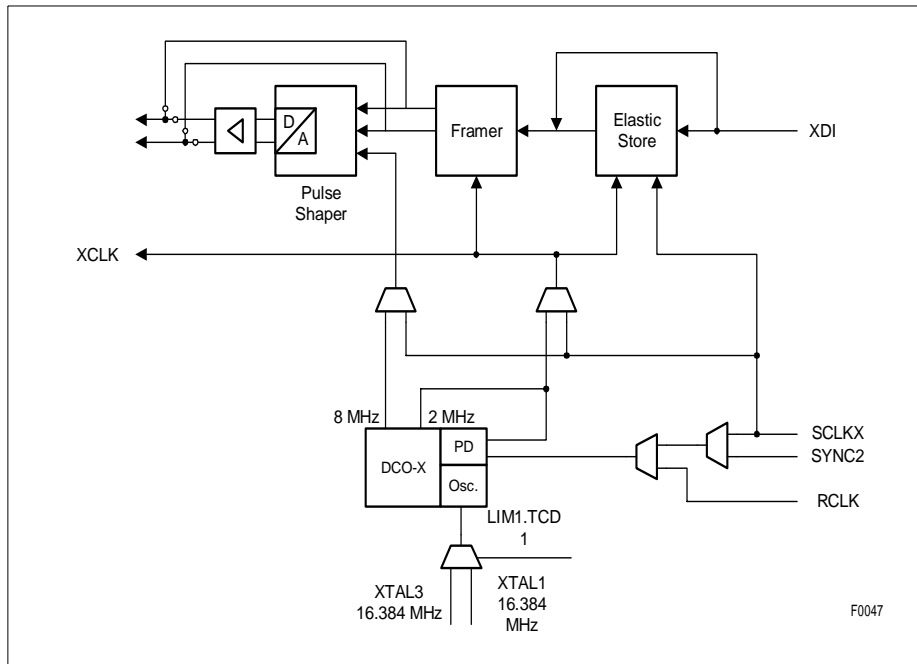 D
A
Pulse
Shaper
Framer
Elastic
Store
XDI
XCLK
8 MHz
2 MHz
DCO-X
PD
Osc.
SCLKX
SYNC2
RCLK
LIM1.TCD
1
XTAL3
16.384 MHz
XTAL1
16.384
MHz
F0047